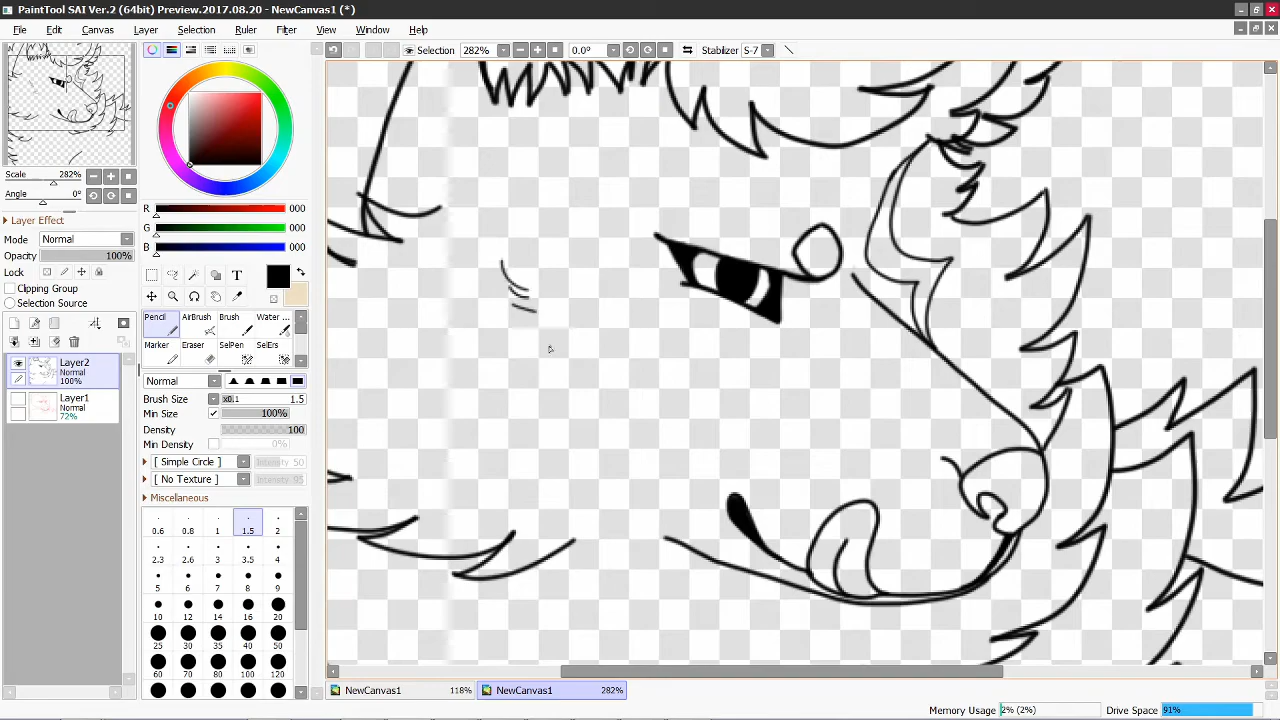 PaintTool SAI Ver.2 (64bit) Preview.2017.08.20 - NewCanvas1 (*)
File Edit Canvas Layer Selection Ruler Filter View Window Help
Selection 282% 0.0° Stabilizer S-7
Scale 282%
Angle 0°
Layer Effect
Mode Normal
Opacity 100%
Lock
Clipping Group
Selection Source
Layer2
Normal
100%
Layer1
Normal
72%
R 000
G 000
B 000
T
Pencil AirBrush Brush Water ...
Marker Eraser SelPen SelErs
Normal
Brush Size x0.1 1.5
Min Size 100%
Density 100
Min Density 0%
[ Simple Circle ] Intensity 50
[ No Texture ] Intensity 95
Miscellaneous
0.6 0.8 1 1.5 2
2.3 2.6 3 3.5 4
5 6 7 8 9
10 12 14 16 20
25 30 35 40 50
60 70 80 100 120
NewCanvas1 118% NewCanvas1 282%
Memory Usage 2% (2%) Drive Space 91%